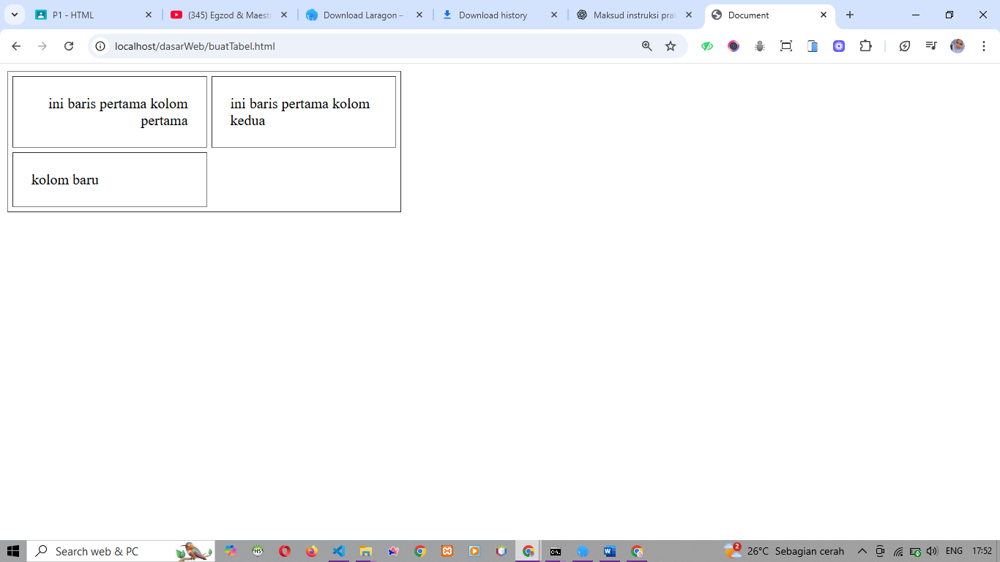 P1 - HTML
(345) Egzod & Maest
Download Laragon –
Download history
Maksud instruksi pra
Document
localhost/dasarWeb/buatTabel.html
ini baris pertama kolom
pertama
ini baris pertama kolom
kedua
kolom baru
Search web & PC
HS
C:\
W
2
26°C Sebagian cerah
ENG
17:52